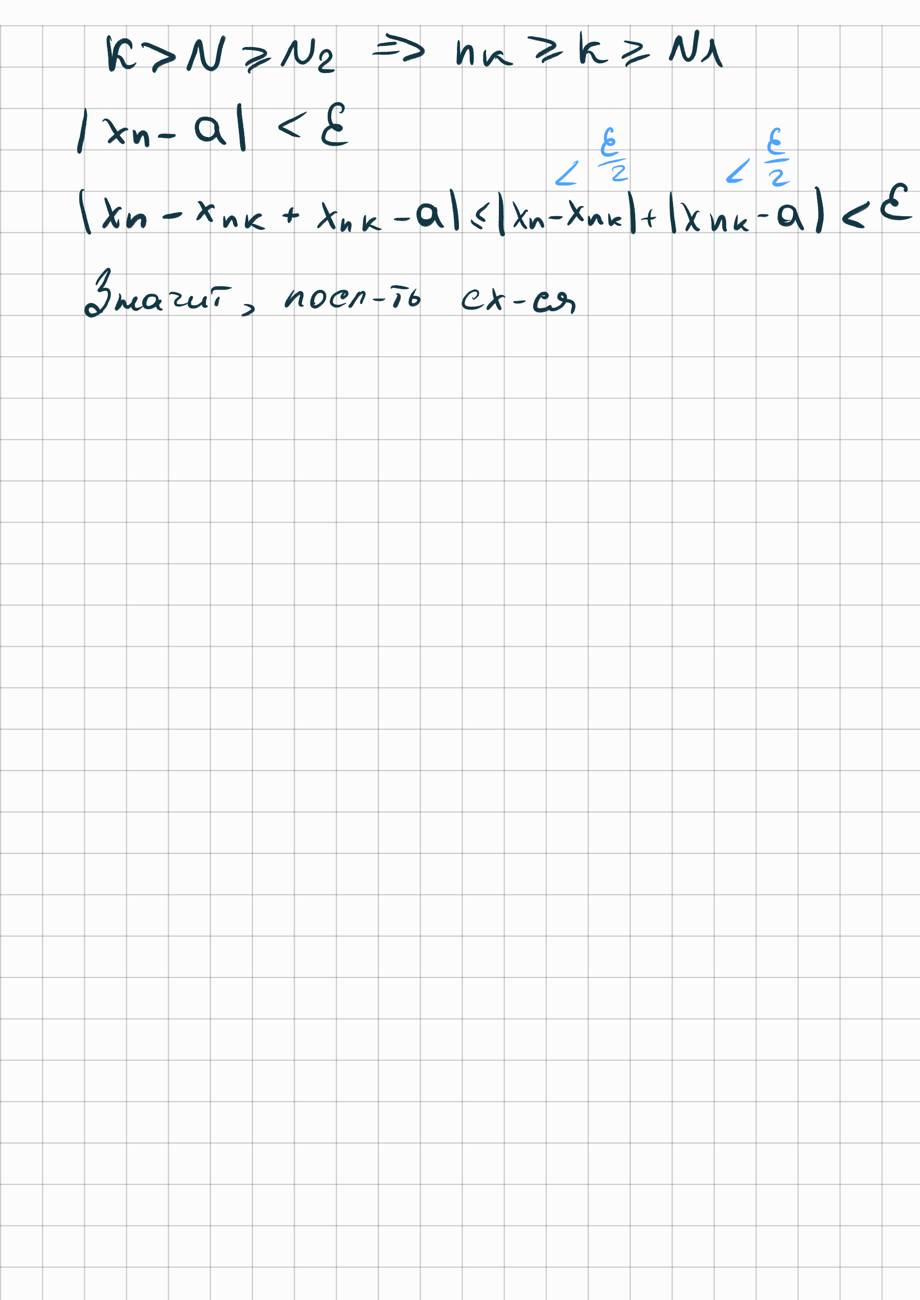 k > N ≥ N₂ => nₖ ≥ k ≥ N₁
|xₙ - a| < ε
< ε/2 < ε/2
|xₙ - xₙₖ + xₙₖ - a| ≤ |xₙ - xₙₖ| + |xₙₖ - a| < ε
Значит, посл-ть сх-ся